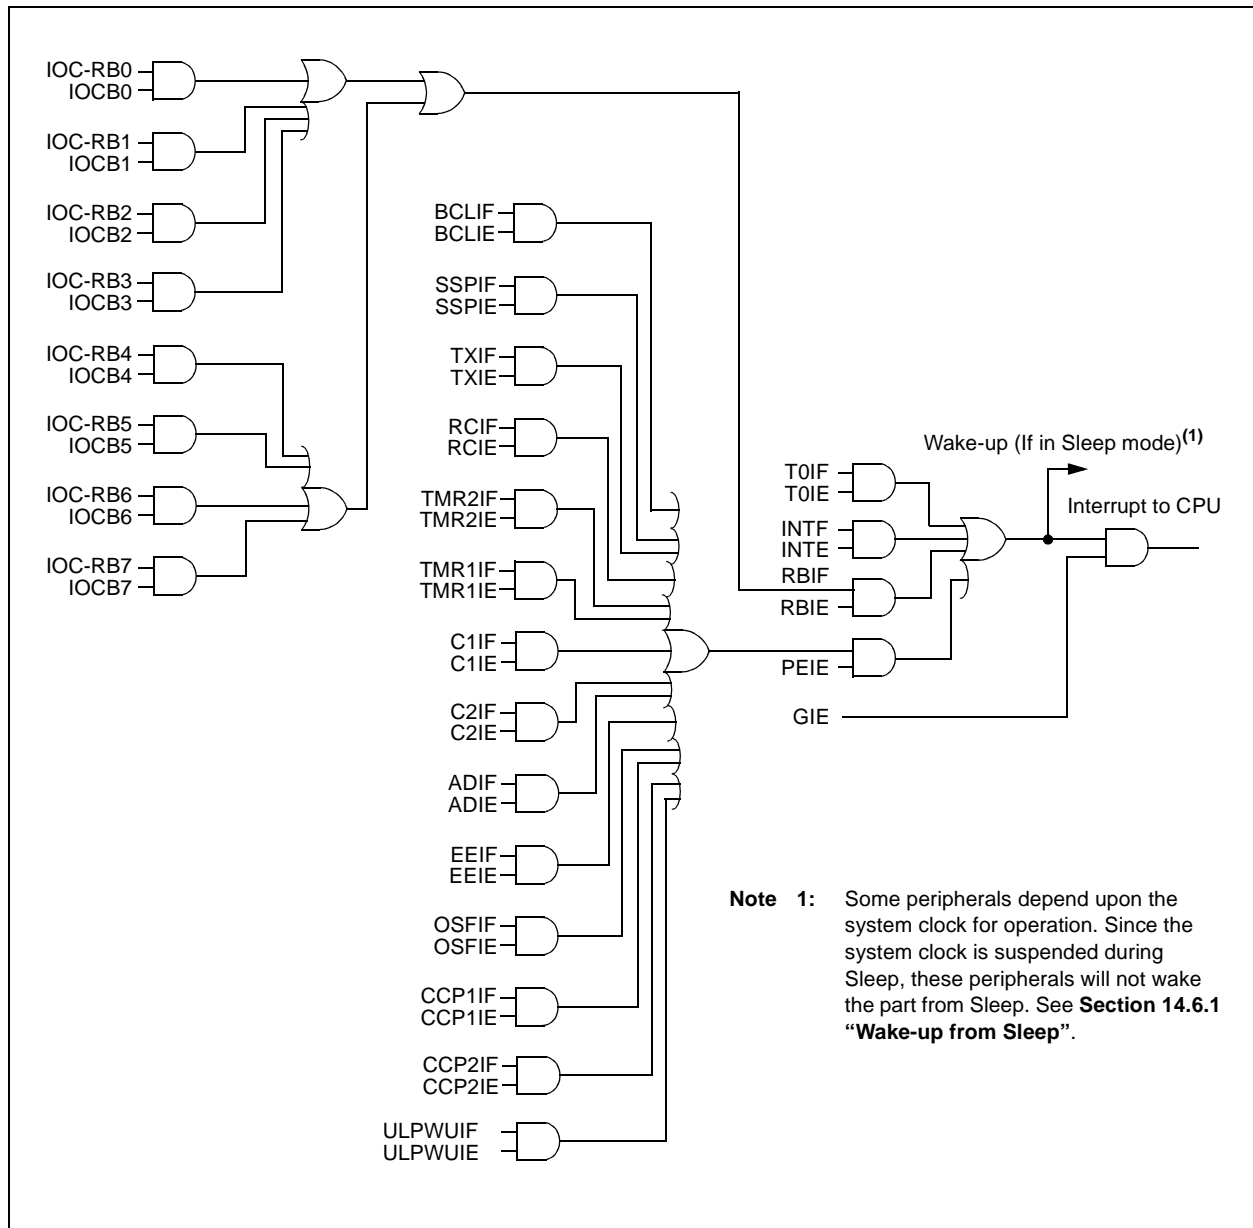 IOC-RB0
IOCB0
IOC-RB1
IOCB1
IOC-RB2
IOCB2
IOC-RB3
IOCB3
IOC-RB4
IOCB4
IOC-RB5
IOCB5
IOC-RB6
IOCB6
IOC-RB7
IOCB7
BCLIF
BCLIE
SSPIF
SSPIE
TXIF
TXIE
RCIF
RCIE
TMR2IF
TMR2IE
TMR1IF
TMR1IE
C1IF
C1IE
C2IF
C2IE
ADIF
ADIE
EEIF
EEIE
OSFIF
OSFIE
CCP1IF
CCP1IE
CCP2IF
CCP2IE
ULPWUIF
ULPWUIE
T0IF
T0IE
INTF
INTE
RBIF
RBIE
PEIE
GIE
Wake-up (If in Sleep mode)(1)
Interrupt to CPU
Note 1: Some peripherals depend upon the
system clock for operation. Since the
system clock is suspended during
Sleep, these peripherals will not wake
the part from Sleep. See Section 14.6.1
“Wake-up from Sleep”.